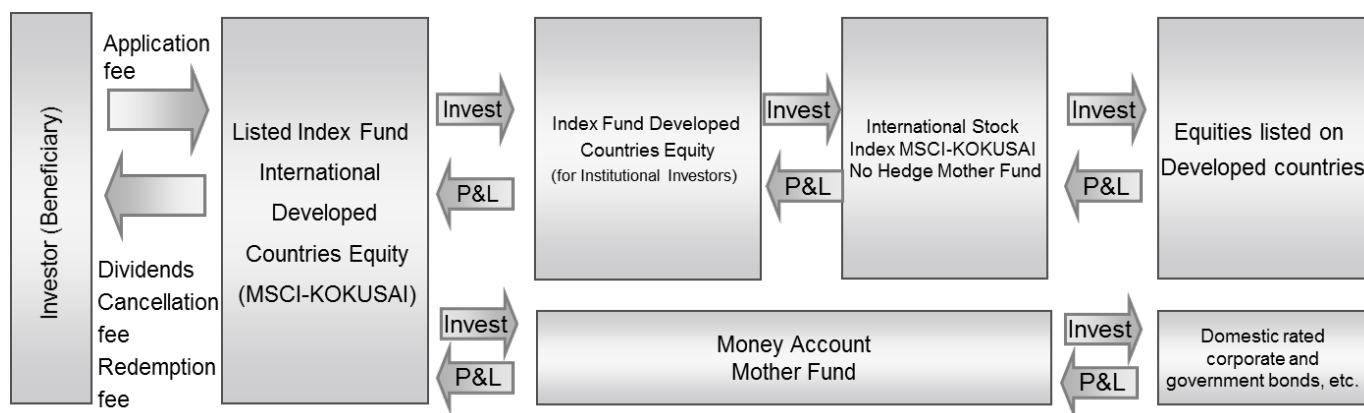 Investor (Beneficiary)
Application
fee
Dividends
Cancellation
fee
Redemption
fee
Listed Index Fund
International
Developed
Countries Equity
(MSCI-KOKUSAI)
Invest
P&L
Index Fund Developed
Countries Equity
(for Institutional Investors)
Invest
P&L
International Stock
Index MSCI-KOKUSAI
No Hedge Mother Fund
Invest
P&L
Equities listed on
Developed countries
Invest
P&L
Money Account
Mother Fund
Invest
P&L
Domestic rated
corporate and
government bonds, etc.